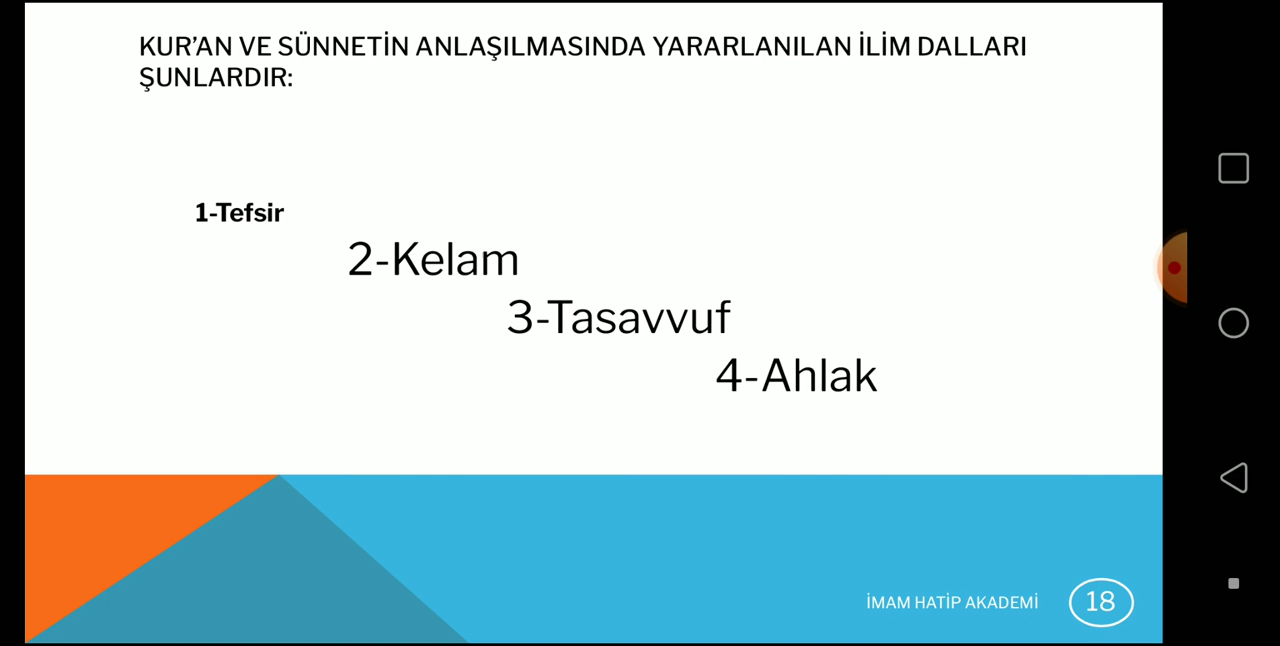 KUR’AN VE SÜNNETİN ANLAŞILMASINDA YARARLANILAN İLİM DALLARI
ŞUNLARDIR:
1-Tefsir
2-Kelam
3-Tasavvuf
4-Ahlak
İMAM HATİP AKADEMİ
18